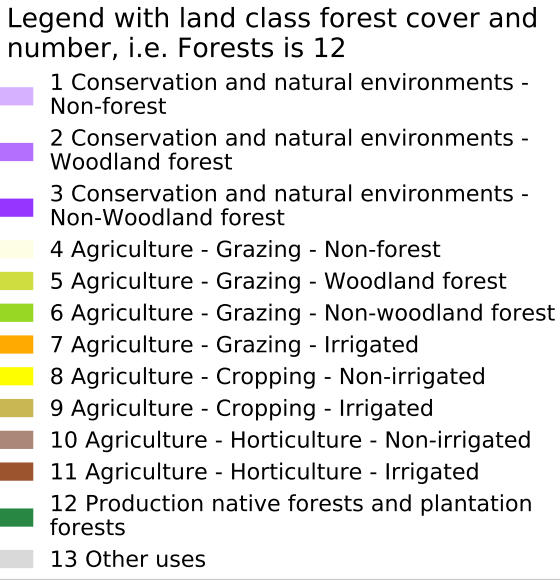 Legend with land class forest cover and
number, i.e. Forests is 12
1 Conservation and natural environments -
Non-forest
2 Conservation and natural environments -
Woodland forest
3 Conservation and natural environments -
Non-Woodland forest
4 Agriculture - Grazing - Non-forest
5 Agriculture - Grazing - Woodland forest
6 Agriculture - Grazing - Non-woodland forest
7 Agriculture - Grazing - Irrigated
8 Agriculture - Cropping - Non-irrigated
9 Agriculture - Cropping - Irrigated
10 Agriculture - Horticulture - Non-irrigated
11 Agriculture - Horticulture - Irrigated
12 Production native forests and plantation
forests
13 Other uses